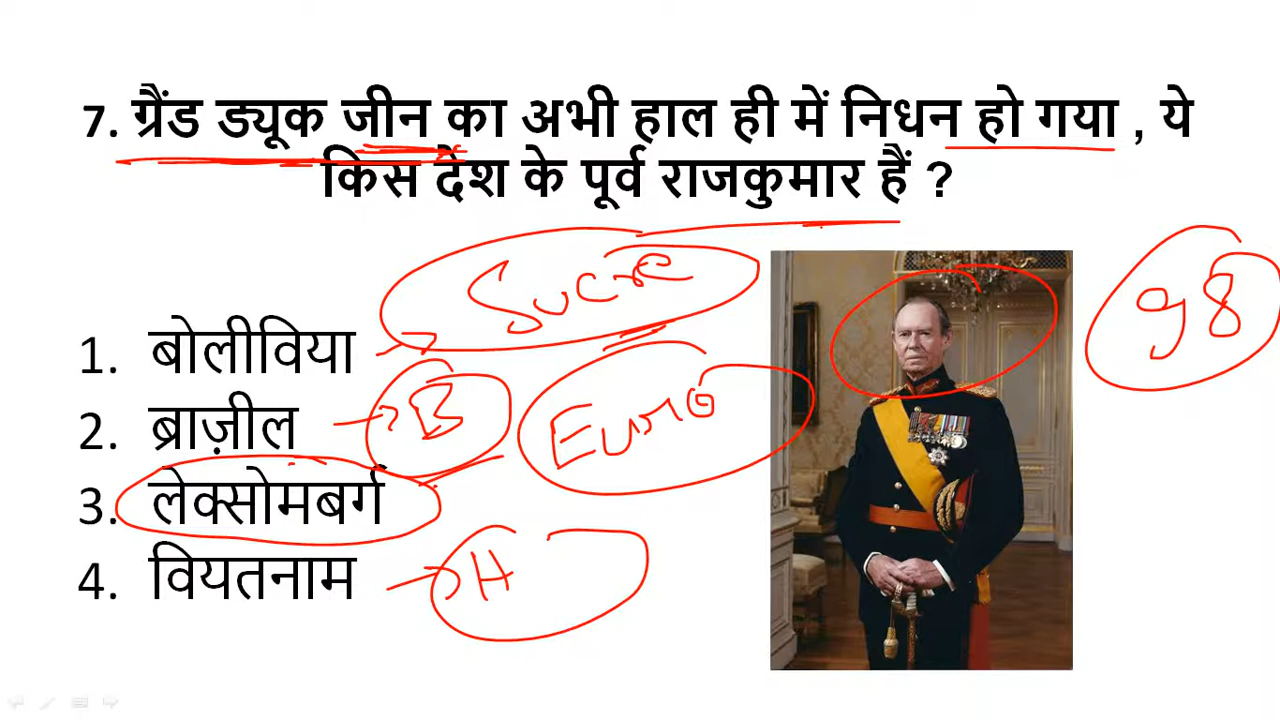 7. ग्रैंड ड्यूक जीन का अभी हाल ही में निधन हो गया , ये
किस देश के पूर्व राजकुमार हैं ?
Sucre
98
1. बोलीविया
2. ब्राज़ील
B
Euro
3. लेक्सोमबर्ग
4. वियतनाम
H